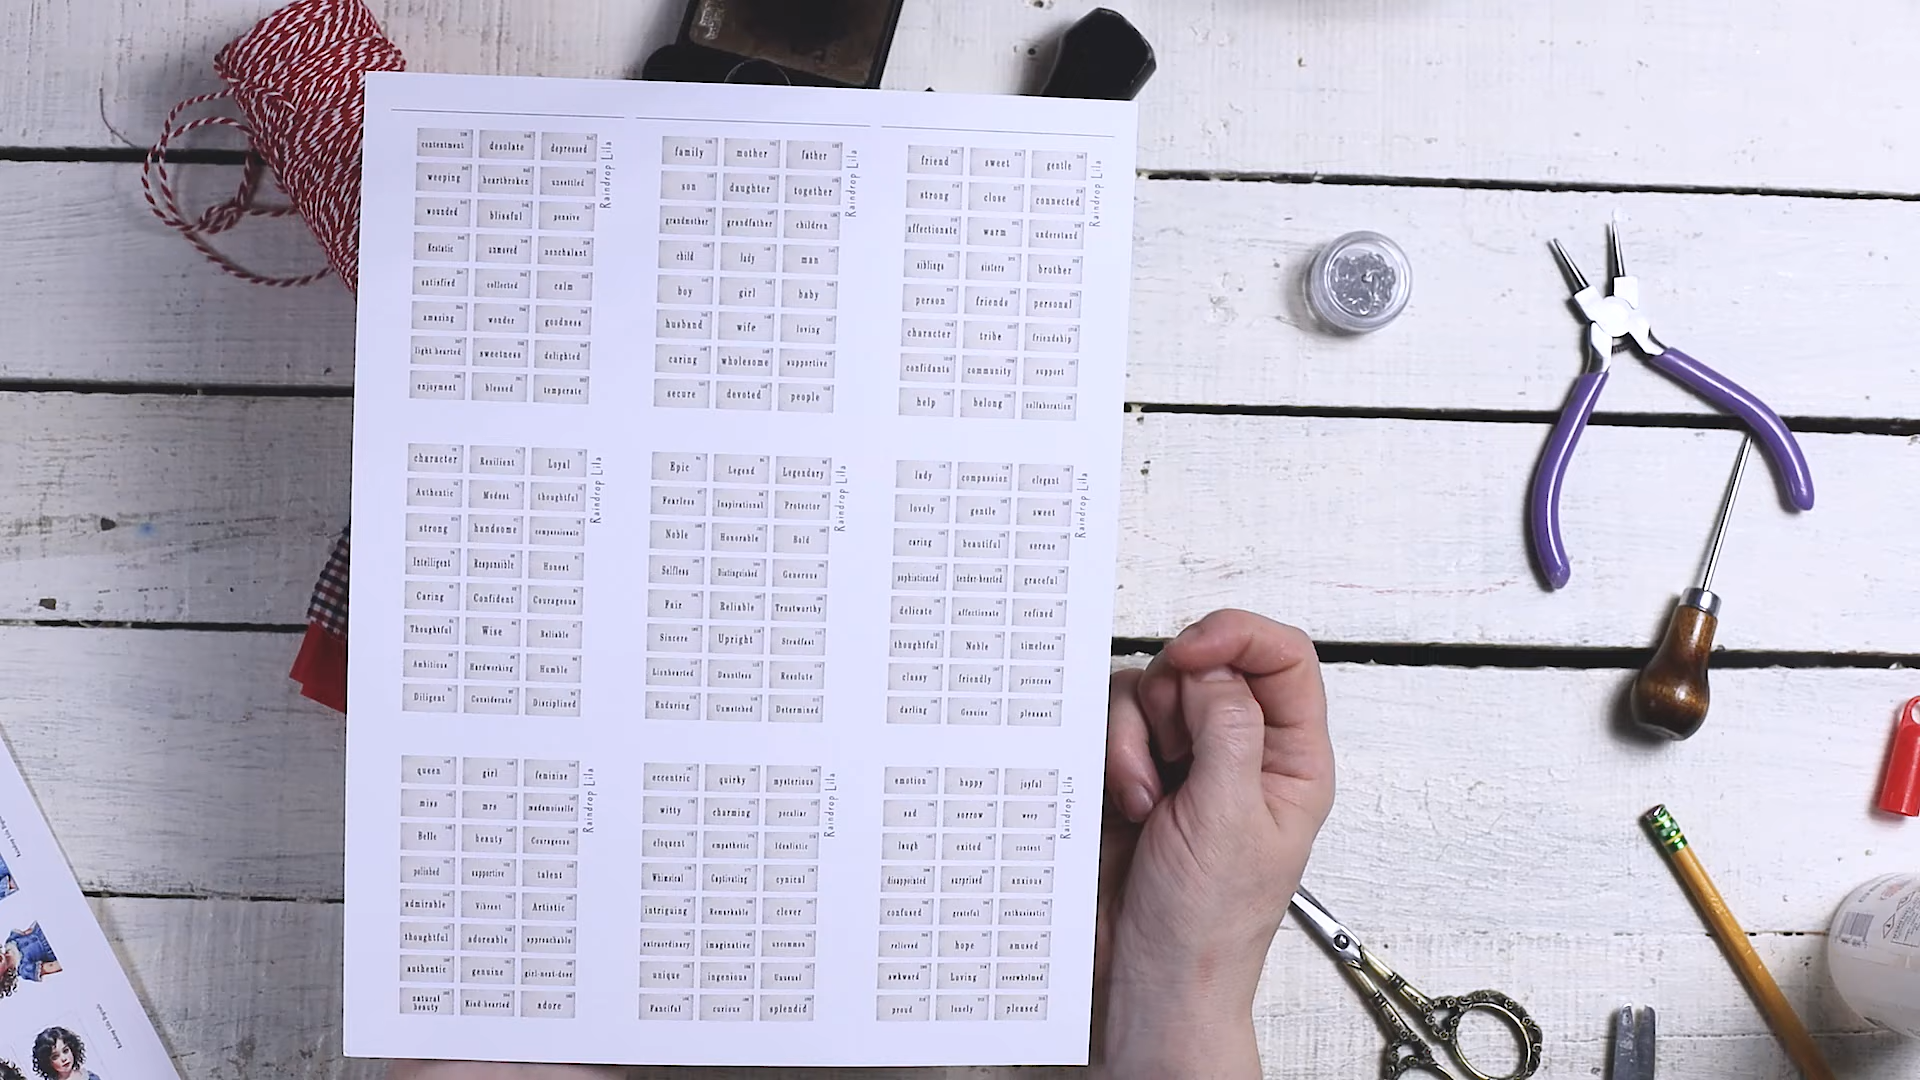 contentment desolate depressed
weeping heartbroken unsettled
wounded blissful pensive
Ecstatic unmoved nonchalant
satisfied collected calm
amazing wonder goodness
light hearted sweetness delighted
enjoyment blessed temperate
Raindrop Lila
family mother father
son daughter together
grandmother grandfather children
child lady man
boy girl baby
husband wife loving
caring wholesome supportive
secure devoted people
Raindrop Lila
friend sweet gentle
strong close connected
affectionate warm understand
siblings sisters brother
person friends personal
character tribe friendship
confidants community support
help belong collaboration
Raindrop Lila
character Resilient Loyal
Authentic Modest thoughtful
strong handsome compassionate
Intelligent Responsible Honest
Caring Confident Courageous
Thoughtful Wise Reliable
Ambitious Hardworking Humble
Diligent Considerate Disciplined
Raindrop Lila
Epic Legend Legendary
Fearless Inspirational Protector
Noble Honorable Bold
Selfless Distinguished Generous
Fair Reliable Trustworthy
Sincere Upright Steadfast
Lionhearted Dauntless Resolute
Enduring Unmatched Determined
Raindrop Lila
lady compassion elegant
lovely gentle sweet
caring beautiful serene
sophisticated tender-hearted graceful
delicate affectionate refined
thoughtful Noble timeless
classy friendly princess
darling Genuine pleasant
Raindrop Lila
queen girl feminine
miss mrs mademoiselle
Belle beauty Courageous
polished supportive talent
admirable Vibrant Artistic
thoughtful adoreable approachable
authentic genuine girl-next-door
natural beauty Kind-hearted adore
Raindrop Lila
eccentric quirky mysterious
witty charming peculiar
eloquent empathetic Idealistic
Whimsical Captivating cynical
intriguing Remarkable clever
extraordinary imaginative uncommon
unique ingenious Unusual
Fanciful curious splendid
Raindrop Lila
emotion happy joyful
sad sorrow weep
laugh exited content
disappointed surprised anxious
confused grateful enthusiastic
relieved hope amused
awkward Loving overwhelmed
proud lonely pleased
Raindrop Lila